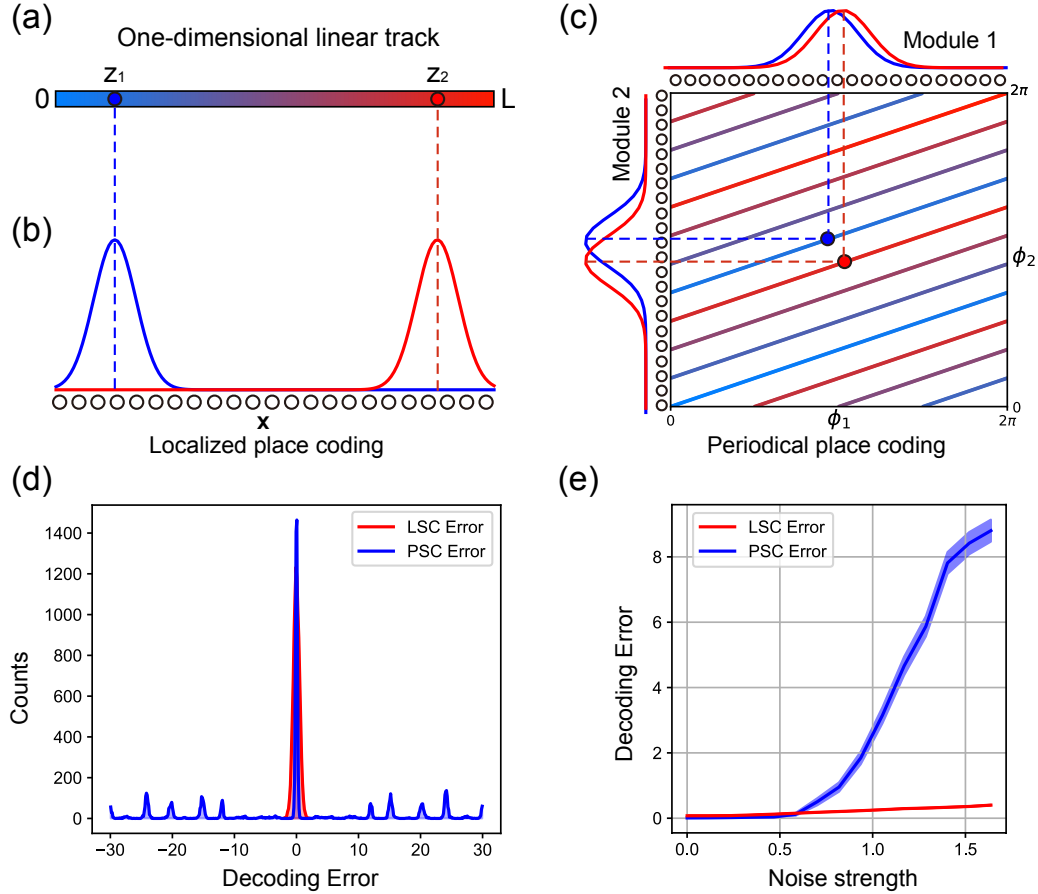 (a)
One-dimensional linear track
z1
z2
0
L
(b)
x
Localized place coding
(c)
Module 1
Module 2
2π
ϕ2
0
0
ϕ1
2π
Periodical place coding
(d)
LSC Error
PSC Error
1400
1200
1000
800
600
400
200
0
Counts
−30
−20
−10
0
10
20
30
Decoding Error
(e)
LSC Error
PSC Error
8
6
4
2
0
Decoding Error
0.0
0.5
1.0
1.5
Noise strength